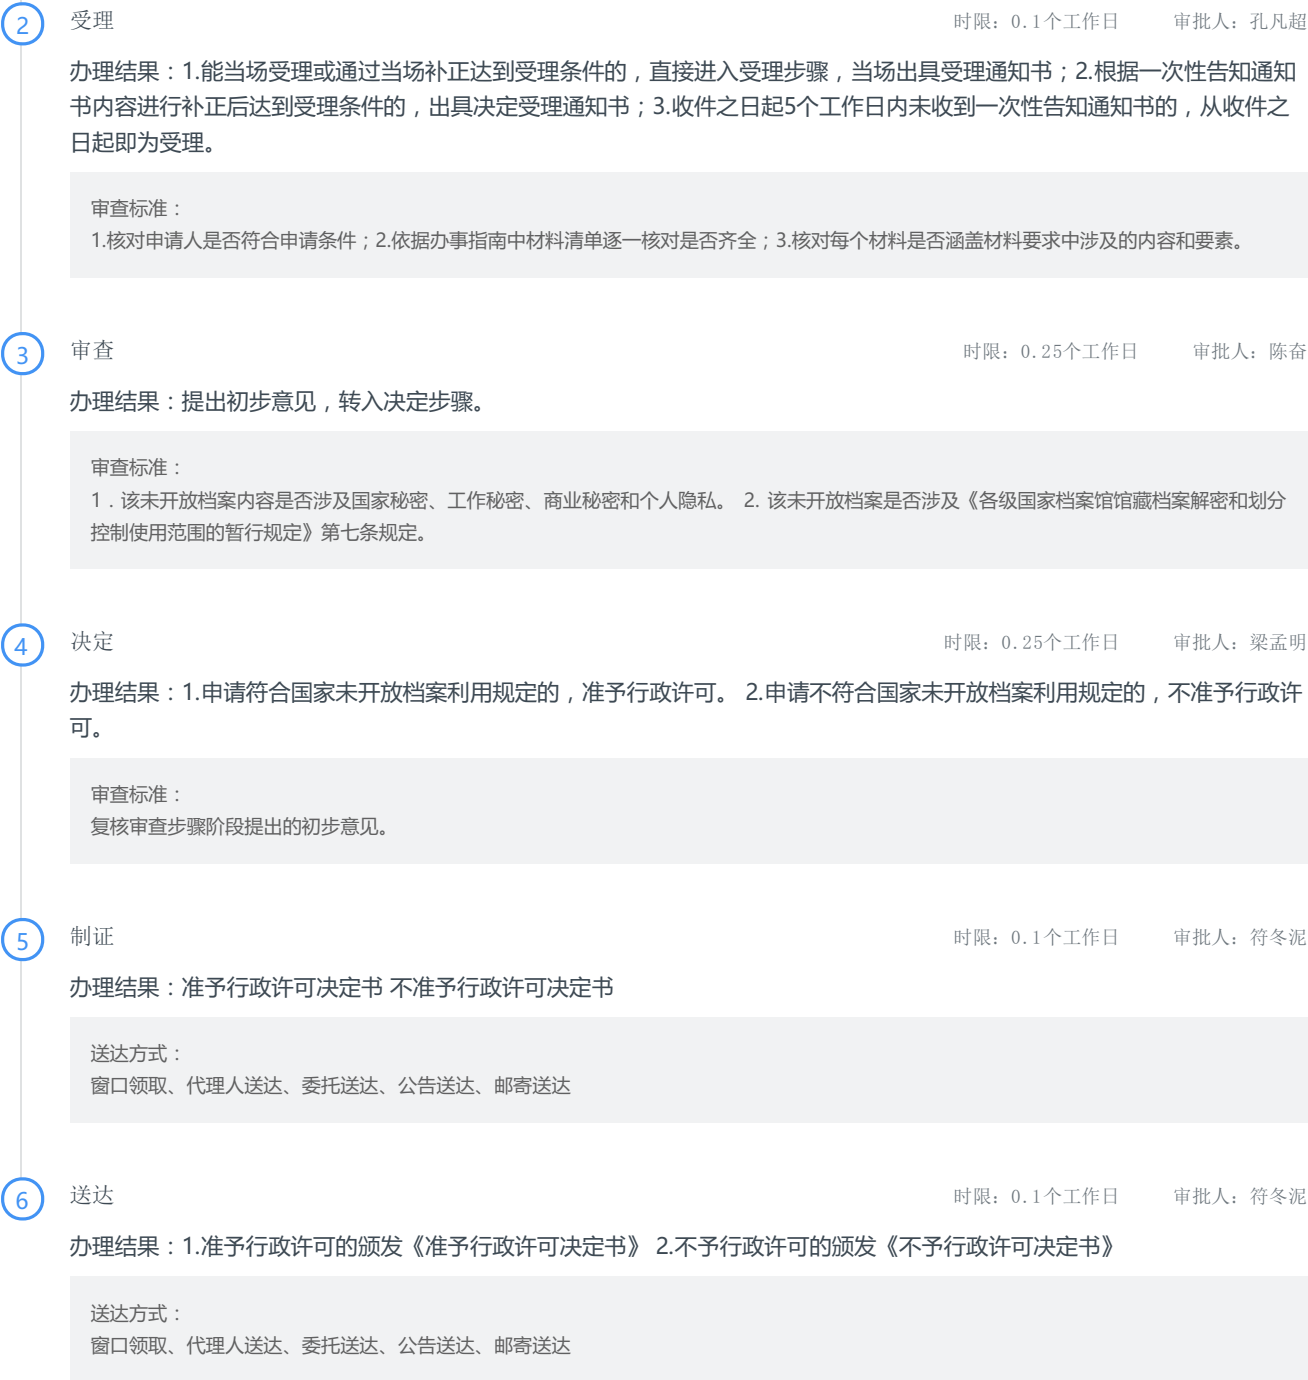 2 受理 时限：0.1个工作日 审批人：孔凡超
办理结果：1.能当场受理或通过当场补正达到受理条件的，直接进入受理步骤，当场出具受理通知书；2.根据一次性告知通知
书内容进行补正后达到受理条件的，出具决定受理通知书；3.收件之日起5个工作日内未收到一次性告知通知书的，从收件之
日起即为受理。
审查标准：
1.核对申请人是否符合申请条件；2.依据办事指南中材料清单逐一核对是否齐全；3.核对每个材料是否涵盖材料要求中涉及的内容和要素。
3 审查 时限：0.25个工作日 审批人：陈奋
办理结果：提出初步意见，转入决定步骤。
审查标准：
1．该未开放档案内容是否涉及国家秘密、工作秘密、商业秘密和个人隐私。 2. 该未开放档案是否涉及《各级国家档案馆馆藏档案解密和划分
控制使用范围的暂行规定》第七条规定。
4 决定 时限：0.25个工作日 审批人：梁孟明
办理结果：1.申请符合国家未开放档案利用规定的，准予行政许可。 2.申请不符合国家未开放档案利用规定的，不准予行政许
可。
审查标准：
复核审查步骤阶段提出的初步意见。
5 制证 时限：0.1个工作日 审批人：符冬泥
办理结果：准予行政许可决定书 不准予行政许可决定书
送达方式：
窗口领取、代理人送达、委托送达、公告送达、邮寄送达
6 送达 时限：0.1个工作日 审批人：符冬泥
办理结果：1.准予行政许可的颁发《准予行政许可决定书》 2.不予行政许可的颁发《不予行政许可决定书》
送达方式：
窗口领取、代理人送达、委托送达、公告送达、邮寄送达